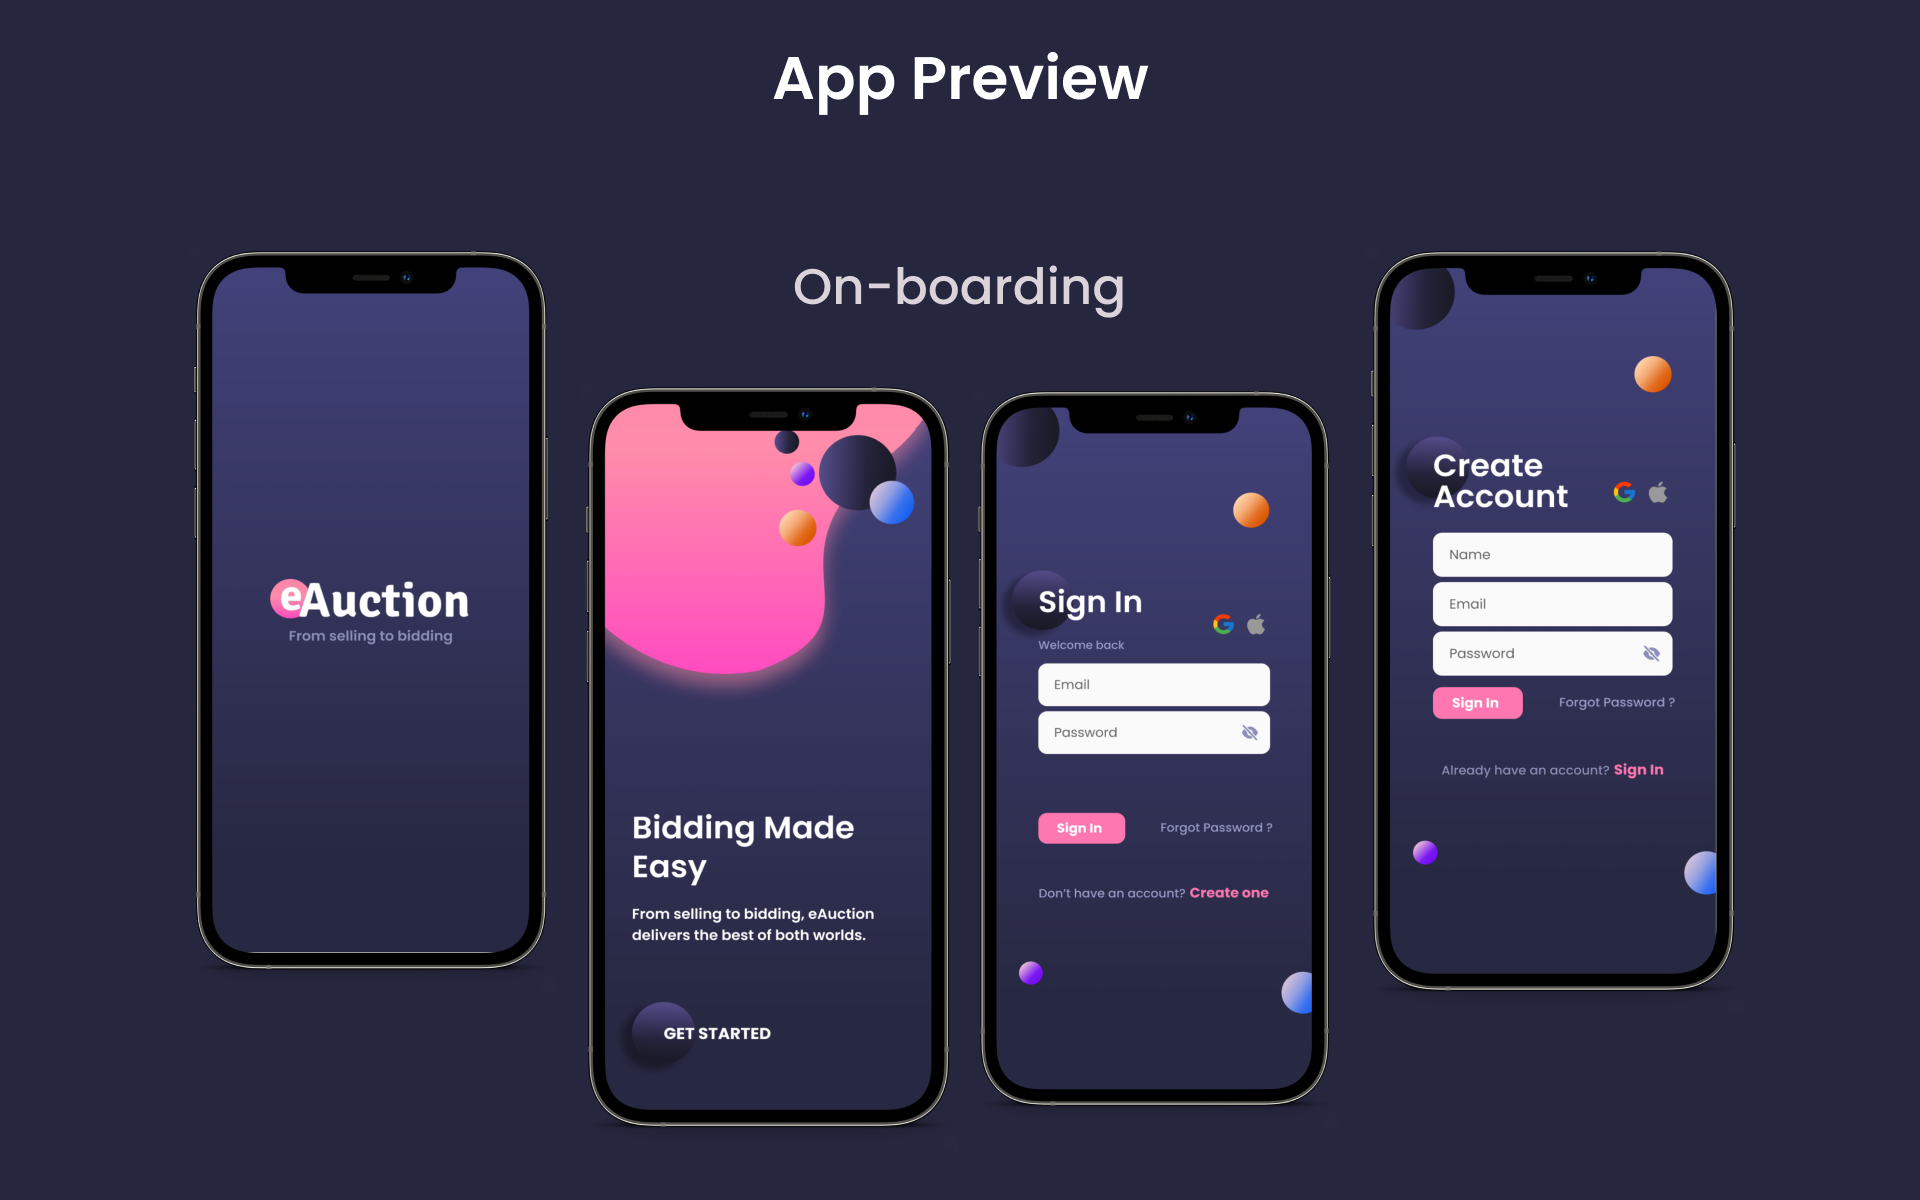 App Preview
On-boarding
eAuction
From selling to bidding
Bidding Made
Easy
From selling to bidding, eAuction
delivers the best of both worlds.
GET STARTED
Sign In
Welcome back
Email
Password
Sign In
Forgot Password ?
Don't have an account? Create one
Create
Account
Name
Email
Password
Sign In
Forgot Password ?
Already have an account? Sign In